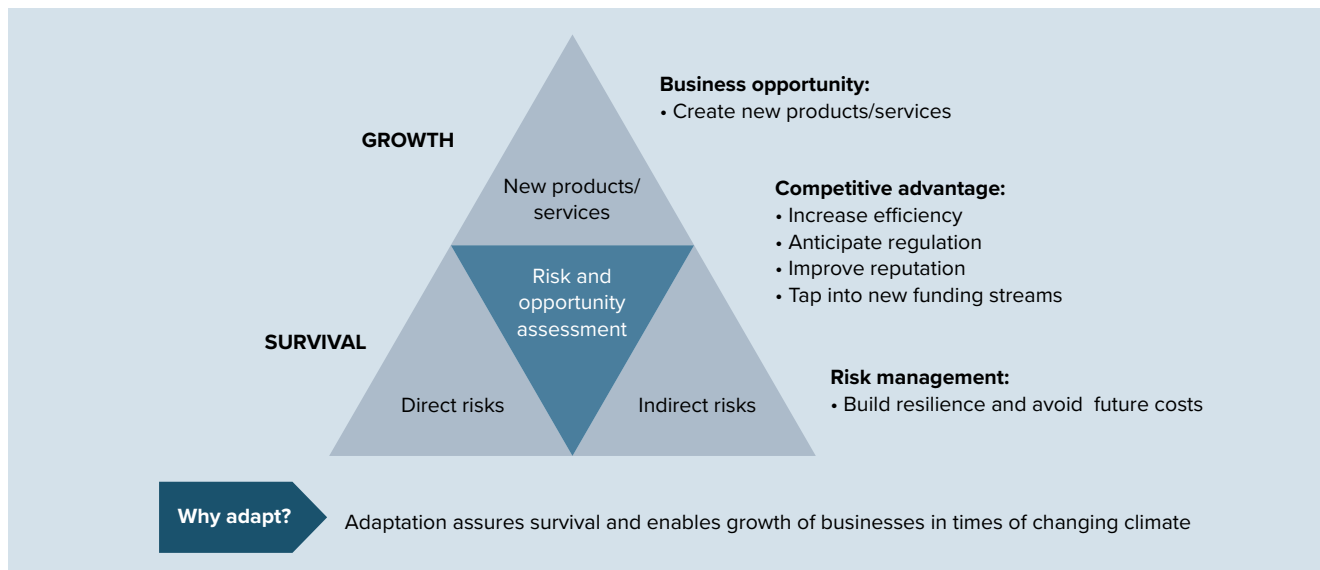 Business opportunity:
• Create new products/services
GROWTH
New products/
services
Competitive advantage:
• Increase efficiency
• Anticipate regulation
• Improve reputation
• Tap into new funding streams
Risk and
opportunity
assessment
SURVIVAL
Direct risks
Indirect risks
Risk management:
• Build resilience and avoid  future costs
Why adapt?
Adaptation assures survival and enables growth of businesses in times of changing climate